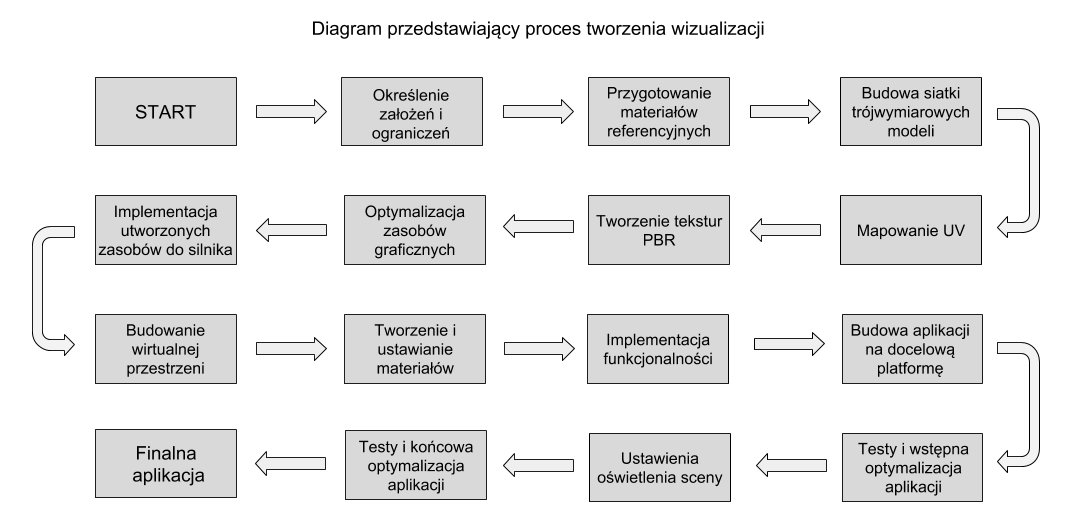 Diagram przedstawiający proces tworzenia wizualizacji
START
Określenie
założeń i
ograniczeń
Przygotowanie
materiałów
referencyjnych
Budowa siatki
trójwymiarowych
modeli
Mapowanie UV
Tworzenie tekstur
PBR
Optymalizacja
zasobów
graficznych
Implementacja
utworzonych
zasobów do silnika
Budowanie
wirtualnej
przestrzeni
Tworzenie i
ustawianie
materiałów
Implementacja
funkcjonalności
Budowa aplikacji
na docelową
platformę
Testy i wstępna
optymalizacja
aplikacji
Ustawienia
oświetlenia sceny
Testy i końcowa
optymalizacja
aplikacji
Finalna
aplikacja